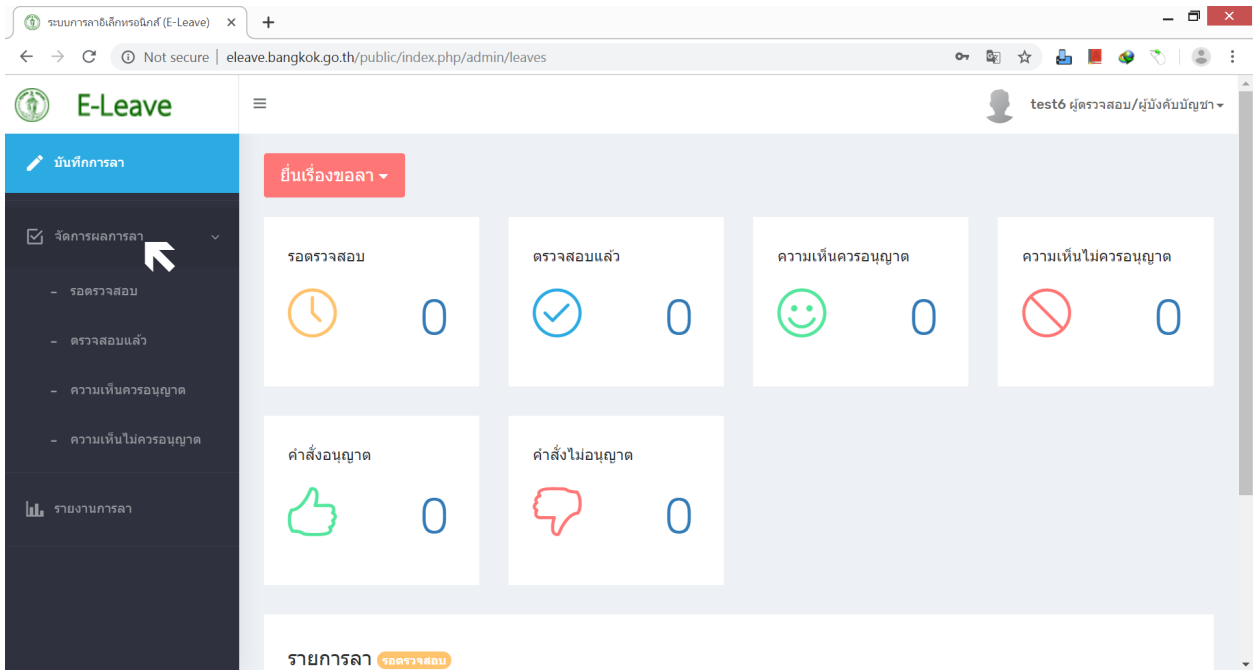 ระบบการลาอิเล็กทรอนิกส์ (E-Leave)
Not secure | eleave.bangkok.go.th/public/index.php/admin/leaves
E-Leave
test6 ผู้ตรวจสอบ/ผู้บังคับบัญชา
บันทึกการลา
จัดการผลการลา
– รอตรวจสอบ
– ตรวจสอบแล้ว
– ความเห็นควรอนุญาต
– ความเห็นไม่ควรอนุญาต
รายงานการลา
ยื่นเรื่องขอลา
รอตรวจสอบ
0
ตรวจสอบแล้ว
0
ความเห็นควรอนุญาต
0
ความเห็นไม่ควรอนุญาต
0
คำสั่งอนุญาต
0
คำสั่งไม่อนุญาต
0
รายการลา รอตรวจสอบ